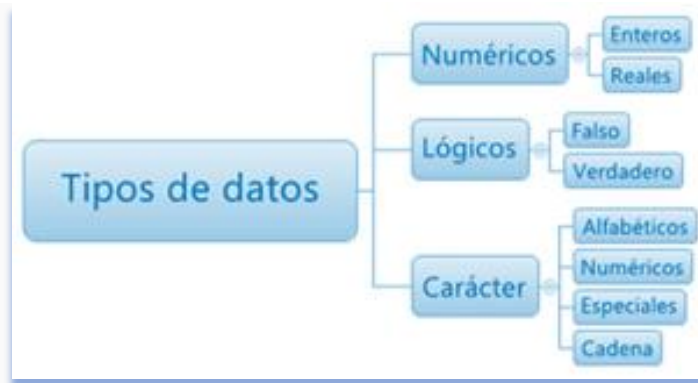 Tipos de datos
Numéricos
Enteros
Reales
Lógicos
Falso
Verdadero
Carácter
Alfabéticos
Numéricos
Especiales
Cadena